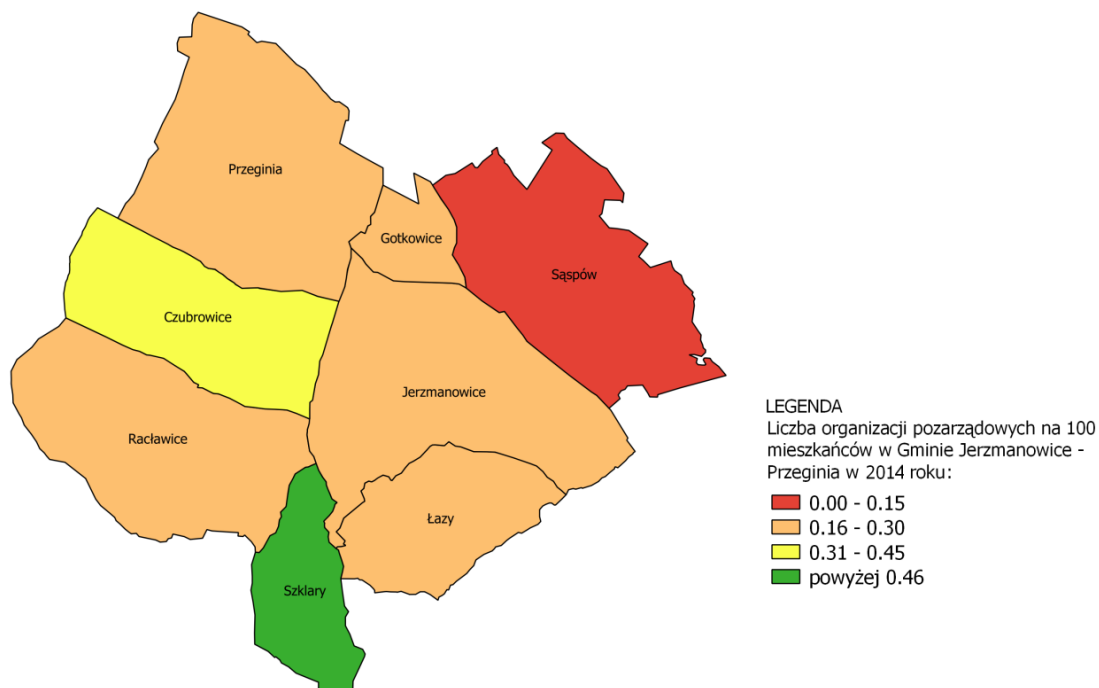 Przeginia
Gotkowice
Sąspów
Czubrowice
Jerzmanowice
Racławice
Łazy
Szklary
LEGENDA
Liczba organizacji pozarządowych na 100
mieszkańców w Gminie Jerzmanowice -
Przeginia w 2014 roku:
0.00 - 0.15
0.16 - 0.30
0.31 - 0.45
powyżej 0.46